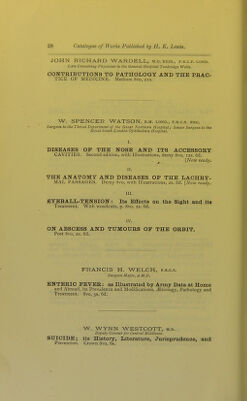 28 Catalogue of Works Published by H. K. Lewis.
JOHN RICHARD WARDELL, M.D. EDIN., F.R.C.P. LOND.
Late Consulting Physician to the General Hospital Tunbridge Wells.
CONTRIBUTIONS TO PATHOLOGY AND THE PRAC-
TICE OF MEDICINE. Medium 8vo, 21s.
W. SPENCER WATSON, B.M. LOND., F.R.C.S. ENG.
Surgeon to the Throat Department of the Great Northern Hospital; Senior Surgeon to the
Royal South London Ophthalmic Hospital.
I.
DISEASES OF THE NOSE AND ITS ACCESSORY
CAVITIES. Second edition, with Illustrations, demy 8vo, 12s. 6d.
[Now ready.
II.
THE ANATOMY AND DISEASES OF THE LACHRY-
MAL PASSAGES. Demy 8vo, with Illustrations, 2s. 6d. [Now ready.
III.
EYEBALL-TENSION: Its Effects on the Sight and its
Treatment. With woodcuts, p. 8vo, 2s. 6d.
IV.
ON ABSCESS AND TUMOURS OF THE ORBIT.
Post 8vo, 2s. 6d.
FRANCIS H. WELCH, F.R.C.S.
Surgeon Major, A.M.D.
ENTERIC FEVER: as Illustrated by Army Data at Home
and Abroad, its Prevalence and Modifications, Ætiology, Pathology and
Treatment. 8vo, 5s. 6d.
W. WYNN WESTCOTT, M.B.
Deputy Coroner for Central Middlesex.
SUICIDE; its History, Literature, Jurisprudence, and
Prevention. Crown 8vo, 6s.